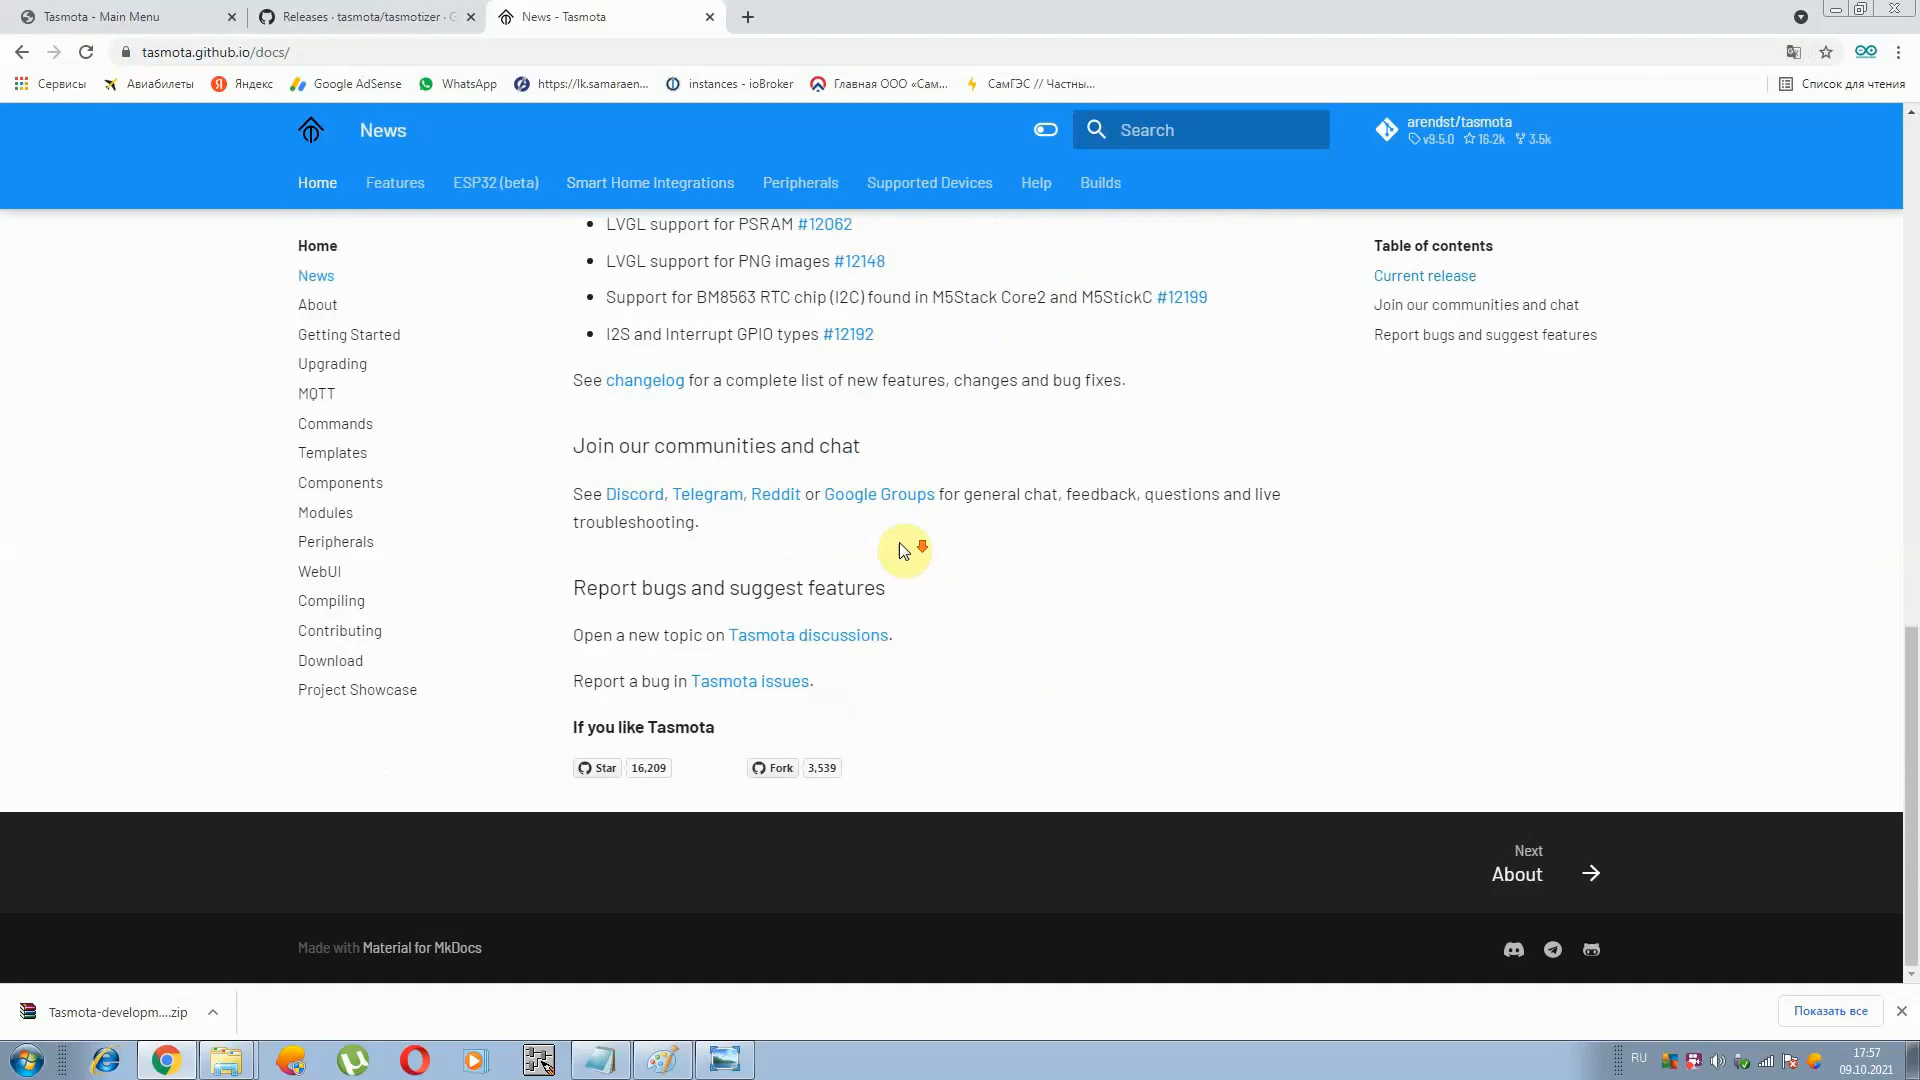 Tasmota - Main Menu
Releases · tasmota/tasmotizer · G
News - Tasmota
tasmota.github.io/docs/
Сервисы
Авиабилеты
Яндекс
Google AdSense
WhatsApp
https://lk.samaraen...
instances - ioBroker
Главная ООО «Сам...
СамГЭС // Частны...
Список для чтения
News
Search
arendst/tasmota
v9.5.0 16.2k 3.5k
Home
Features
ESP32 (beta)
Smart Home Integrations
Peripherals
Supported Devices
Help
Builds
Home
News
About
Getting Started
Upgrading
MQTT
Commands
Templates
Components
Modules
Peripherals
WebUI
Compiling
Contributing
Download
Project Showcase
LVGL support for PSRAM #12062
LVGL support for PNG images #12148
Support for BM8563 RTC chip (I2C) found in M5Stack Core2 and M5StickC #12199
I2S and Interrupt GPIO types #12192
See changelog for a complete list of new features, changes and bug fixes.
Join our communities and chat
See Discord, Telegram, Reddit or Google Groups for general chat, feedback, questions and live
troubleshooting.
Report bugs and suggest features
Open a new topic on Tasmota discussions.
Report a bug in Tasmota issues.
If you like Tasmota
Star 16,209
Fork 3,539
Table of contents
Current release
Join our communities and chat
Report bugs and suggest features
Next
About
Made with Material for MkDocs
Tasmota-developm....zip
Показать все
RU
17:57
09.10.2021